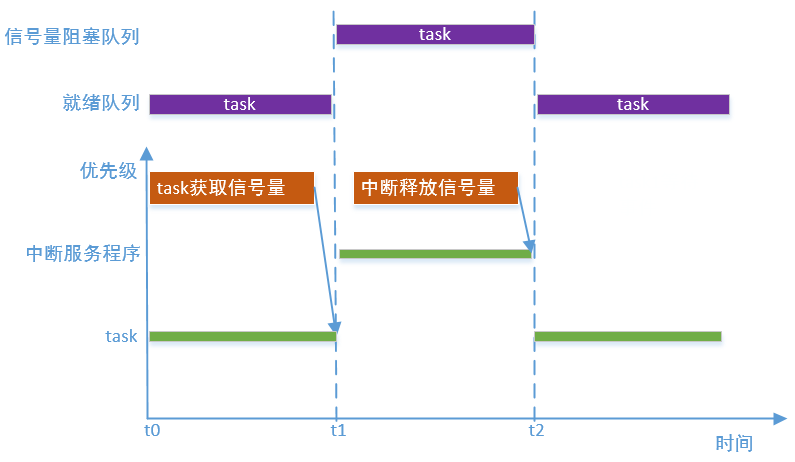 信号量阻塞队列
task
就绪队列
task
task
优先级
task获取信号量
中断释放信号量
中断服务程序
task
t0
t1
t2
时间